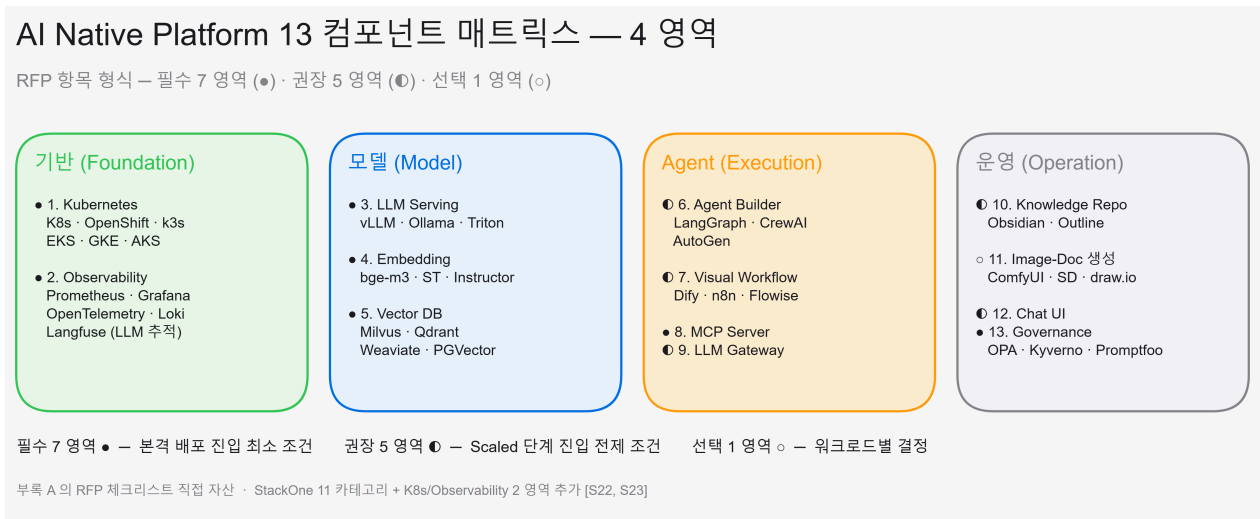 AI Native Platform 13 컴포넌트 매트릭스 — 4 영역
RFP 항목 형식 — 필수 7 영역 (●) · 권장 5 영역 (◐) · 선택 1 영역 (○)
기반 (Foundation)
● 1. Kubernetes
K8s · OpenShift · k3s
EKS · GKE · AKS
● 2. Observability
Prometheus · Grafana
OpenTelemetry · Loki
Langfuse (LLM 추적)
모델 (Model)
● 3. LLM Serving
vLLM · Ollama · Triton
● 4. Embedding
bge-m3 · ST · Instructor
● 5. Vector DB
Milvus · Qdrant
Weaviate · PGVector
Agent (Execution)
◐ 6. Agent Builder
LangGraph · CrewAI
AutoGen
◐ 7. Visual Workflow
Dify · n8n · Flowise
● 8. MCP Server
◐ 9. LLM Gateway
운영 (Operation)
◐ 10. Knowledge Repo
Obsidian · Outline
○ 11. Image-Doc 생성
ComfyUI · SD · draw.io
◐ 12. Chat UI
● 13. Governance
OPA · Kyverno · Promptfoo
필수 7 영역 ● — 본격 배포 진입 최소 조건 권장 5 영역 ◐ — Scaled 단계 진입 전제 조건 선택 1 영역 ○ — 워크로드별 결정
부록 A 의 RFP 체크리스트 직접 자산 · StackOne 11 카테고리 + K8s/Observability 2 영역 추가 [S22, S23]